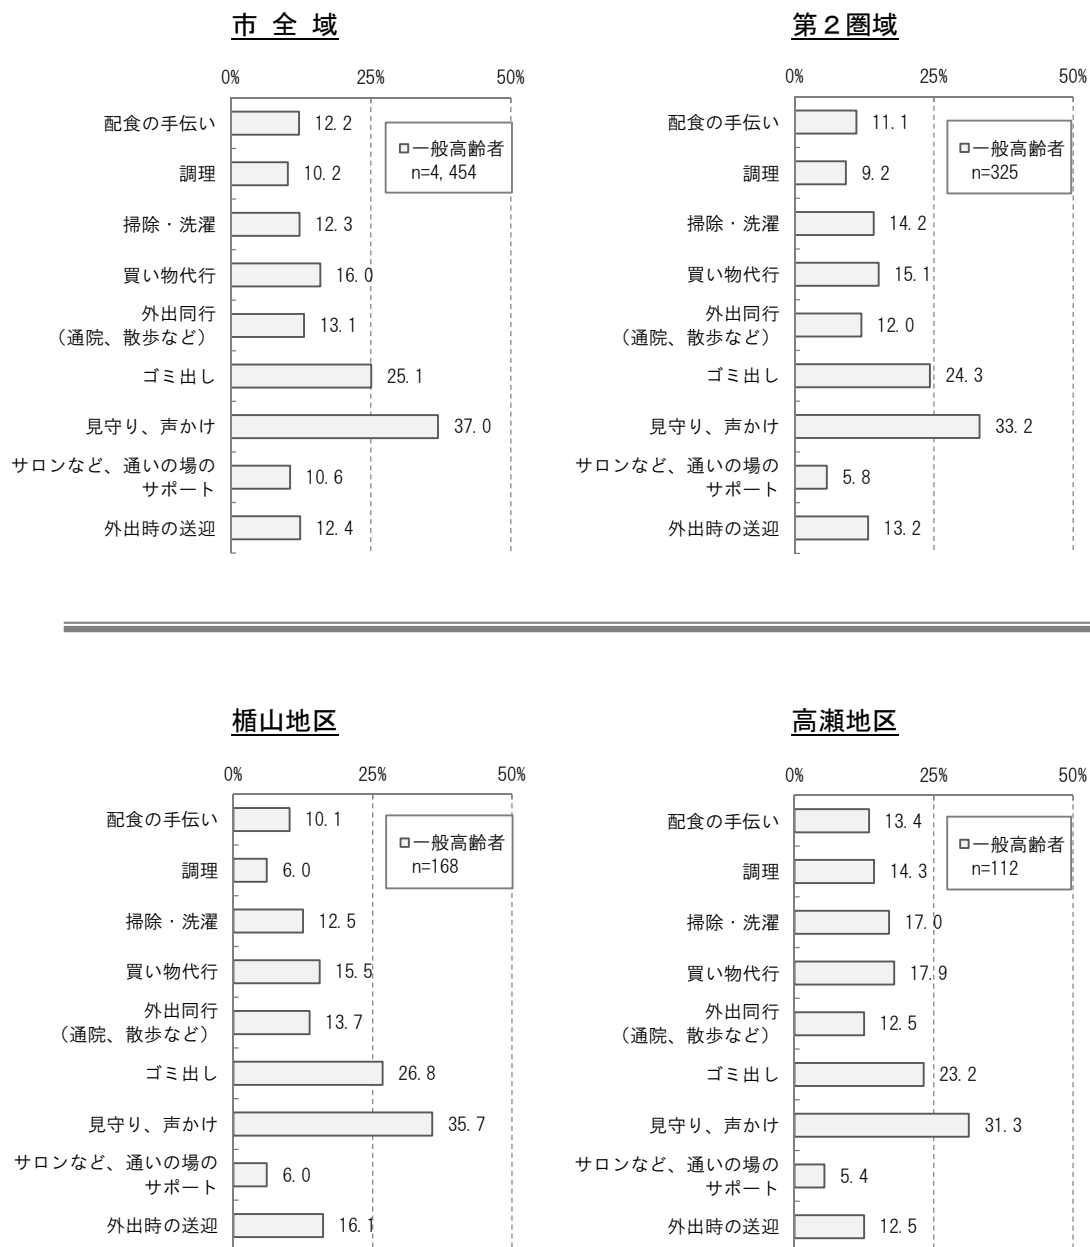 市 全 域
0% 25% 50%
一般高齢者
n=4,454
配食の手伝い 12.2
調理 10.2
掃除・洗濯 12.3
買い物代行 16.0
外出同行
（通院、散歩など） 13.1
ゴミ出し 25.1
見守り、声かけ 37.0
サロンなど、通いの場の
サポート 10.6
外出時の送迎 12.4
第２圏域
0% 25% 50%
一般高齢者
n=325
配食の手伝い 11.1
調理 9.2
掃除・洗濯 14.2
買い物代行 15.1
外出同行
（通院、散歩など） 12.0
ゴミ出し 24.3
見守り、声かけ 33.2
サロンなど、通いの場の
サポート 5.8
外出時の送迎 13.2
楯山地区
0% 25% 50%
一般高齢者
n=168
配食の手伝い 10.1
調理 6.0
掃除・洗濯 12.5
買い物代行 15.5
外出同行
（通院、散歩など） 13.7
ゴミ出し 26.8
見守り、声かけ 35.7
サロンなど、通いの場の
サポート 6.0
外出時の送迎 16.1
高瀬地区
0% 25% 50%
一般高齢者
n=112
配食の手伝い 13.4
調理 14.3
掃除・洗濯 17.0
買い物代行 17.9
外出同行
（通院、散歩など） 12.5
ゴミ出し 23.2
見守り、声かけ 31.3
サロンなど、通いの場の
サポート 5.4
外出時の送迎 12.5